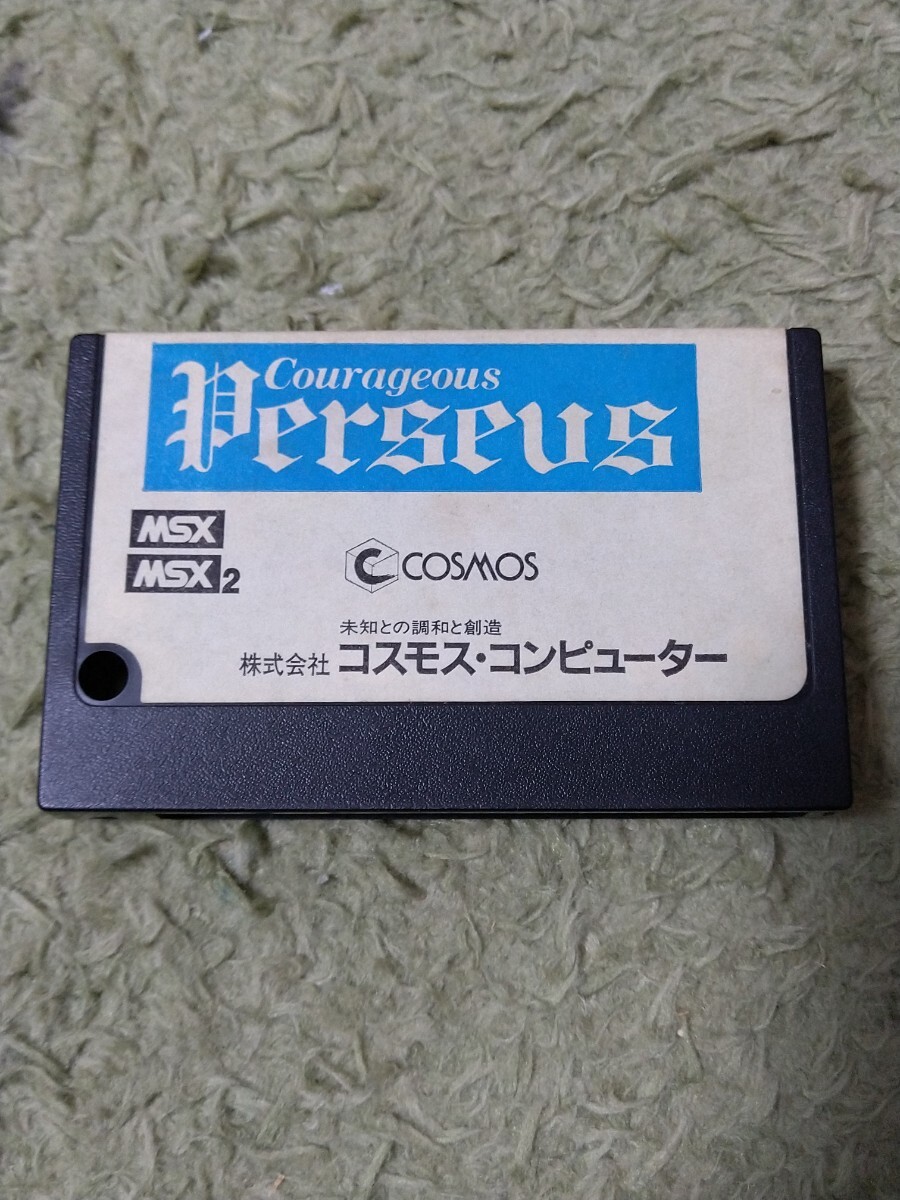 Courageous
Perseus
MSX
MSX2
C COSMOS
未知との調和と創造
株式会社 コスモス・コンピューター